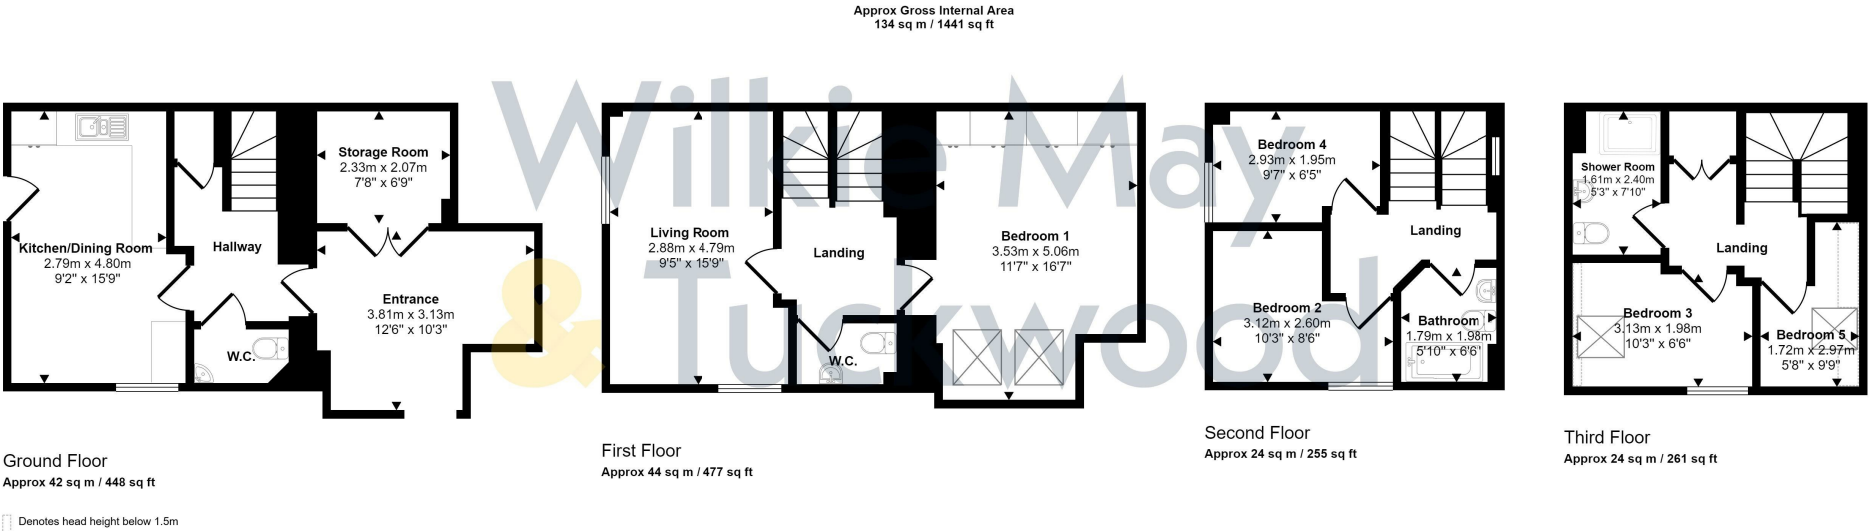 Approx Gross Internal Area
134 sq m / 1441 sq ft
Wilkie May
& Tuckwood
Kitchen/Dining Room
2.79m x 4.80m
9'2" x 15'9"
Hallway
W.C.
Storage Room
2.33m x 2.07m
7'8" x 6'9"
Entrance
3.81m x 3.13m
12'6" x 10'3"
Ground Floor
Approx 42 sq m / 448 sq ft
Living Room
2.88m x 4.79m
9'5" x 15'9"
Landing
W.C.
Bedroom 1
3.53m x 5.06m
11'7" x 16'7"
First Floor
Approx 44 sq m / 477 sq ft
Bedroom 4
2.93m x 1.95m
9'7" x 6'5"
Landing
Bedroom 2
3.12m x 2.60m
10'3" x 8'6"
Bathroom
1.79m x 1.98m
5'10" x 6'6"
Second Floor
Approx 24 sq m / 255 sq ft
Shower Room
1.61m x 2.40m
5'3" x 7'10"
Landing
Bedroom 3
3.13m x 1.98m
10'3" x 6'6"
Bedroom 5
1.72m x 2.97m
5'8" x 9'9"
Third Floor
Approx 24 sq m / 261 sq ft
Denotes head height below 1.5m